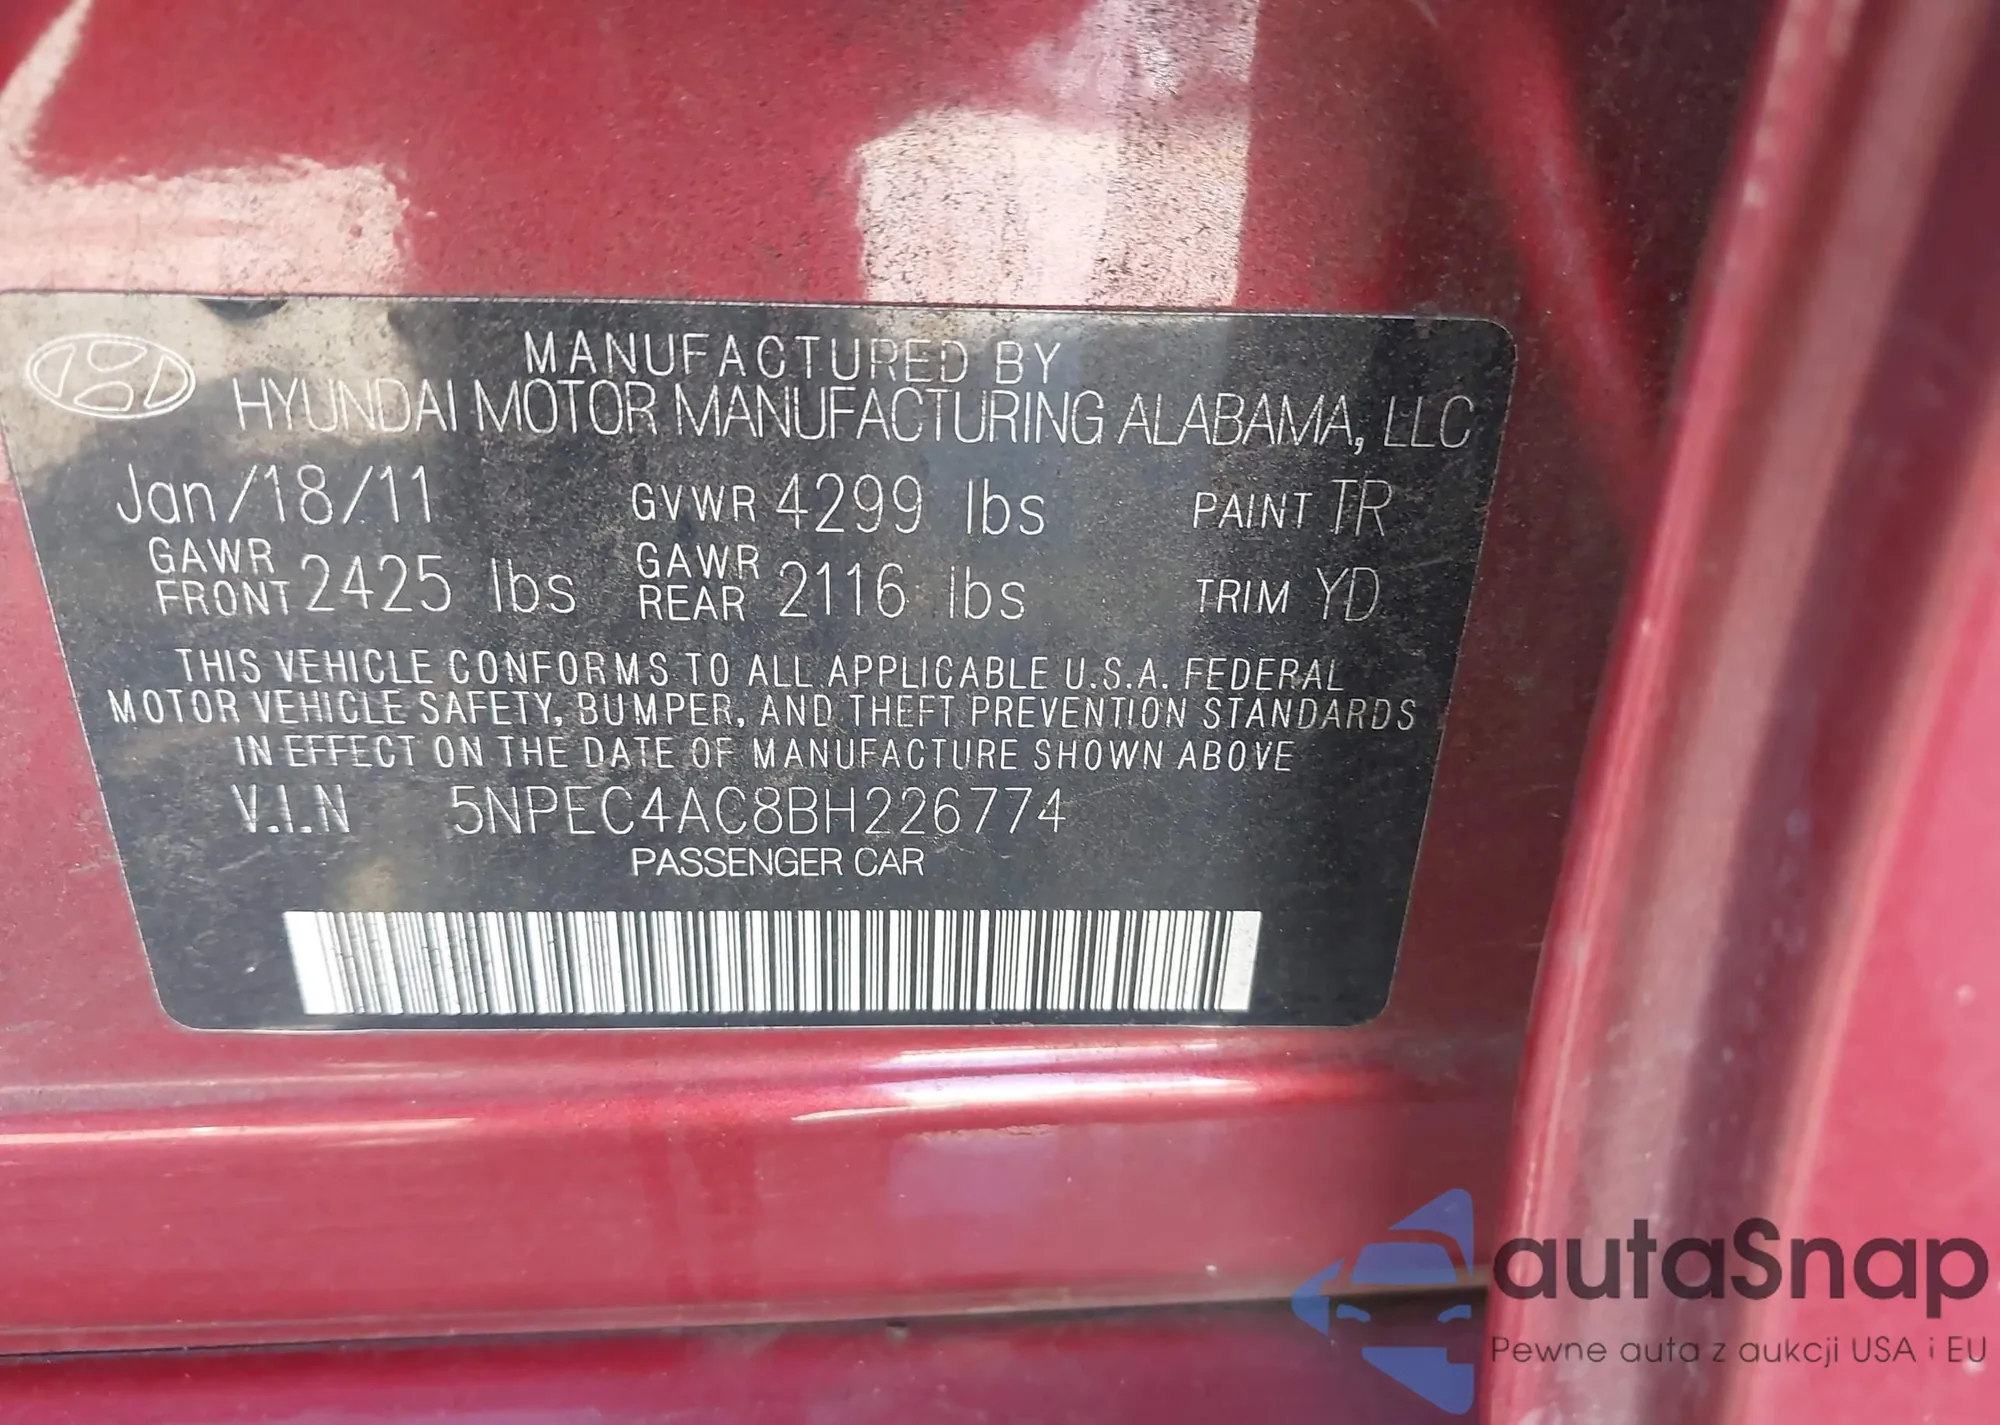 MANUFACTURED BY
HYUNDAI MOTOR MANUFACTURING ALABAMA, LLC
Jan/18/11 GVWR 4299 lbs PAINT TR
GAWR FRONT 2425 lbs GAWR REAR 2116 lbs TRIM YD
THIS VEHICLE CONFORMS TO ALL APPLICABLE U.S.A. FEDERAL
MOTOR VEHICLE SAFETY, BUMPER, AND THEFT PREVENTION STANDARDS
IN EFFECT ON THE DATE OF MANUFACTURE SHOWN ABOVE
V.I.N 5NPEC4AC8BH226774
PASSENGER CAR
autaSnap
Pewne auta z aukcji USA i EU